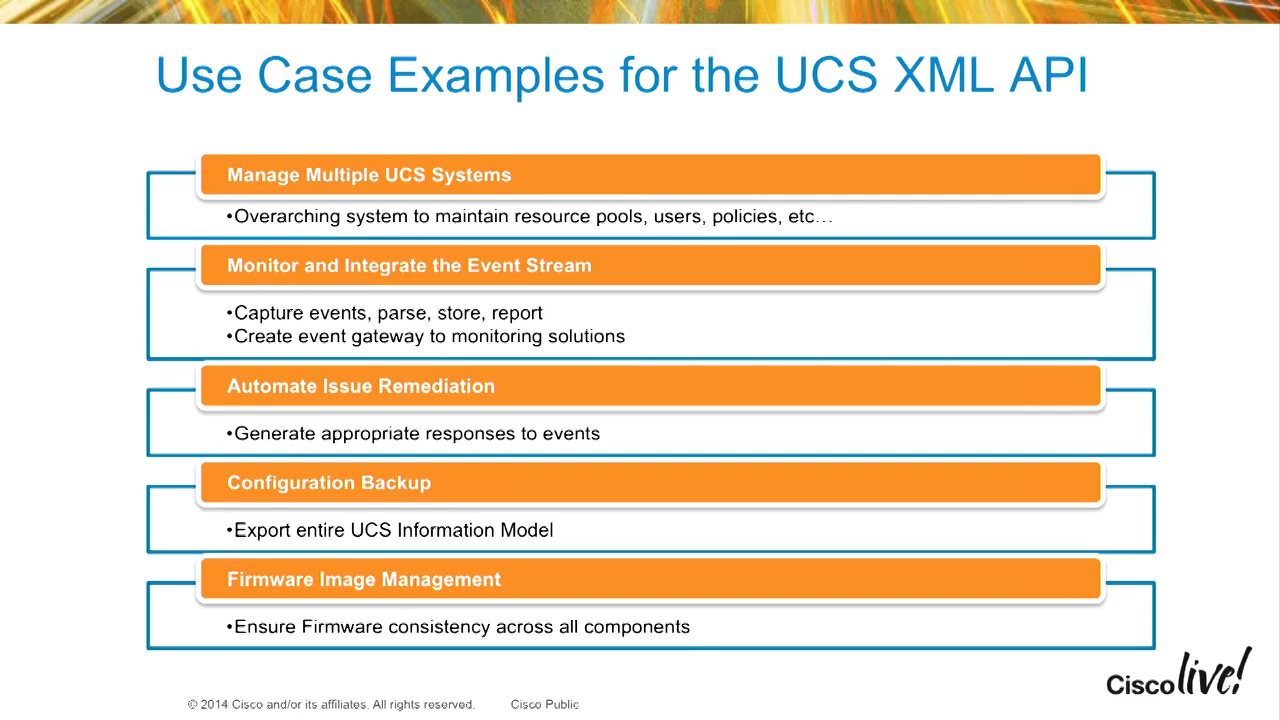 Use Case Examples for the UCS XML API
Manage Multiple UCS Systems
•Overarching system to maintain resource pools, users, policies, etc…
Monitor and Integrate the Event Stream
•Capture events, parse, store, report
•Create event gateway to monitoring solutions
Automate Issue Remediation
•Generate appropriate responses to events
Configuration Backup
•Export entire UCS Information Model
Firmware Image Management
•Ensure Firmware consistency across all components
© 2014 Cisco and/or its affiliates. All rights reserved. Cisco Public
Cisco live!